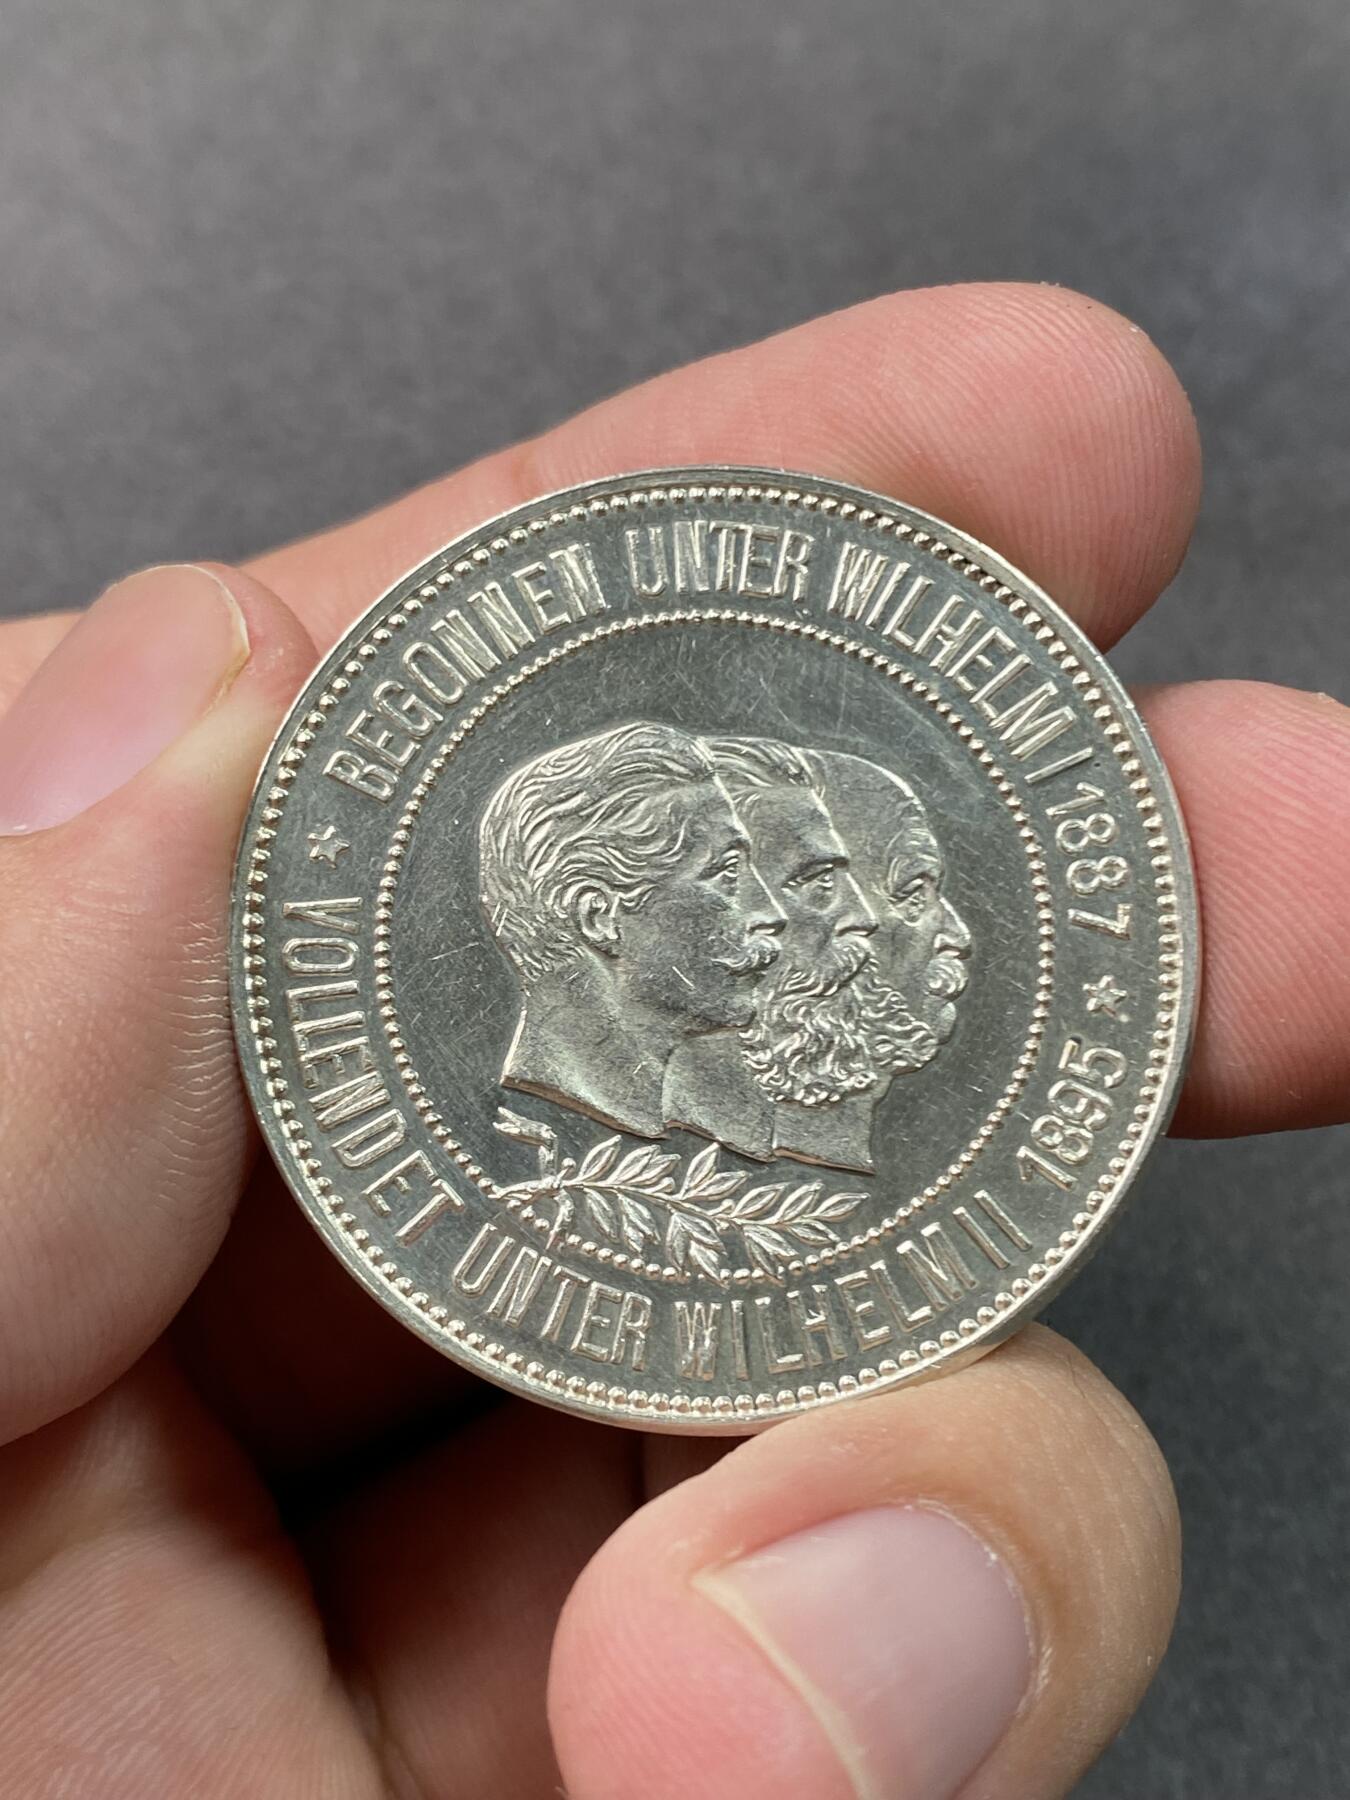 BEGONNEN UNTER WILHELM I 1887
VOLLENDET UNTER WILHELM II 1895